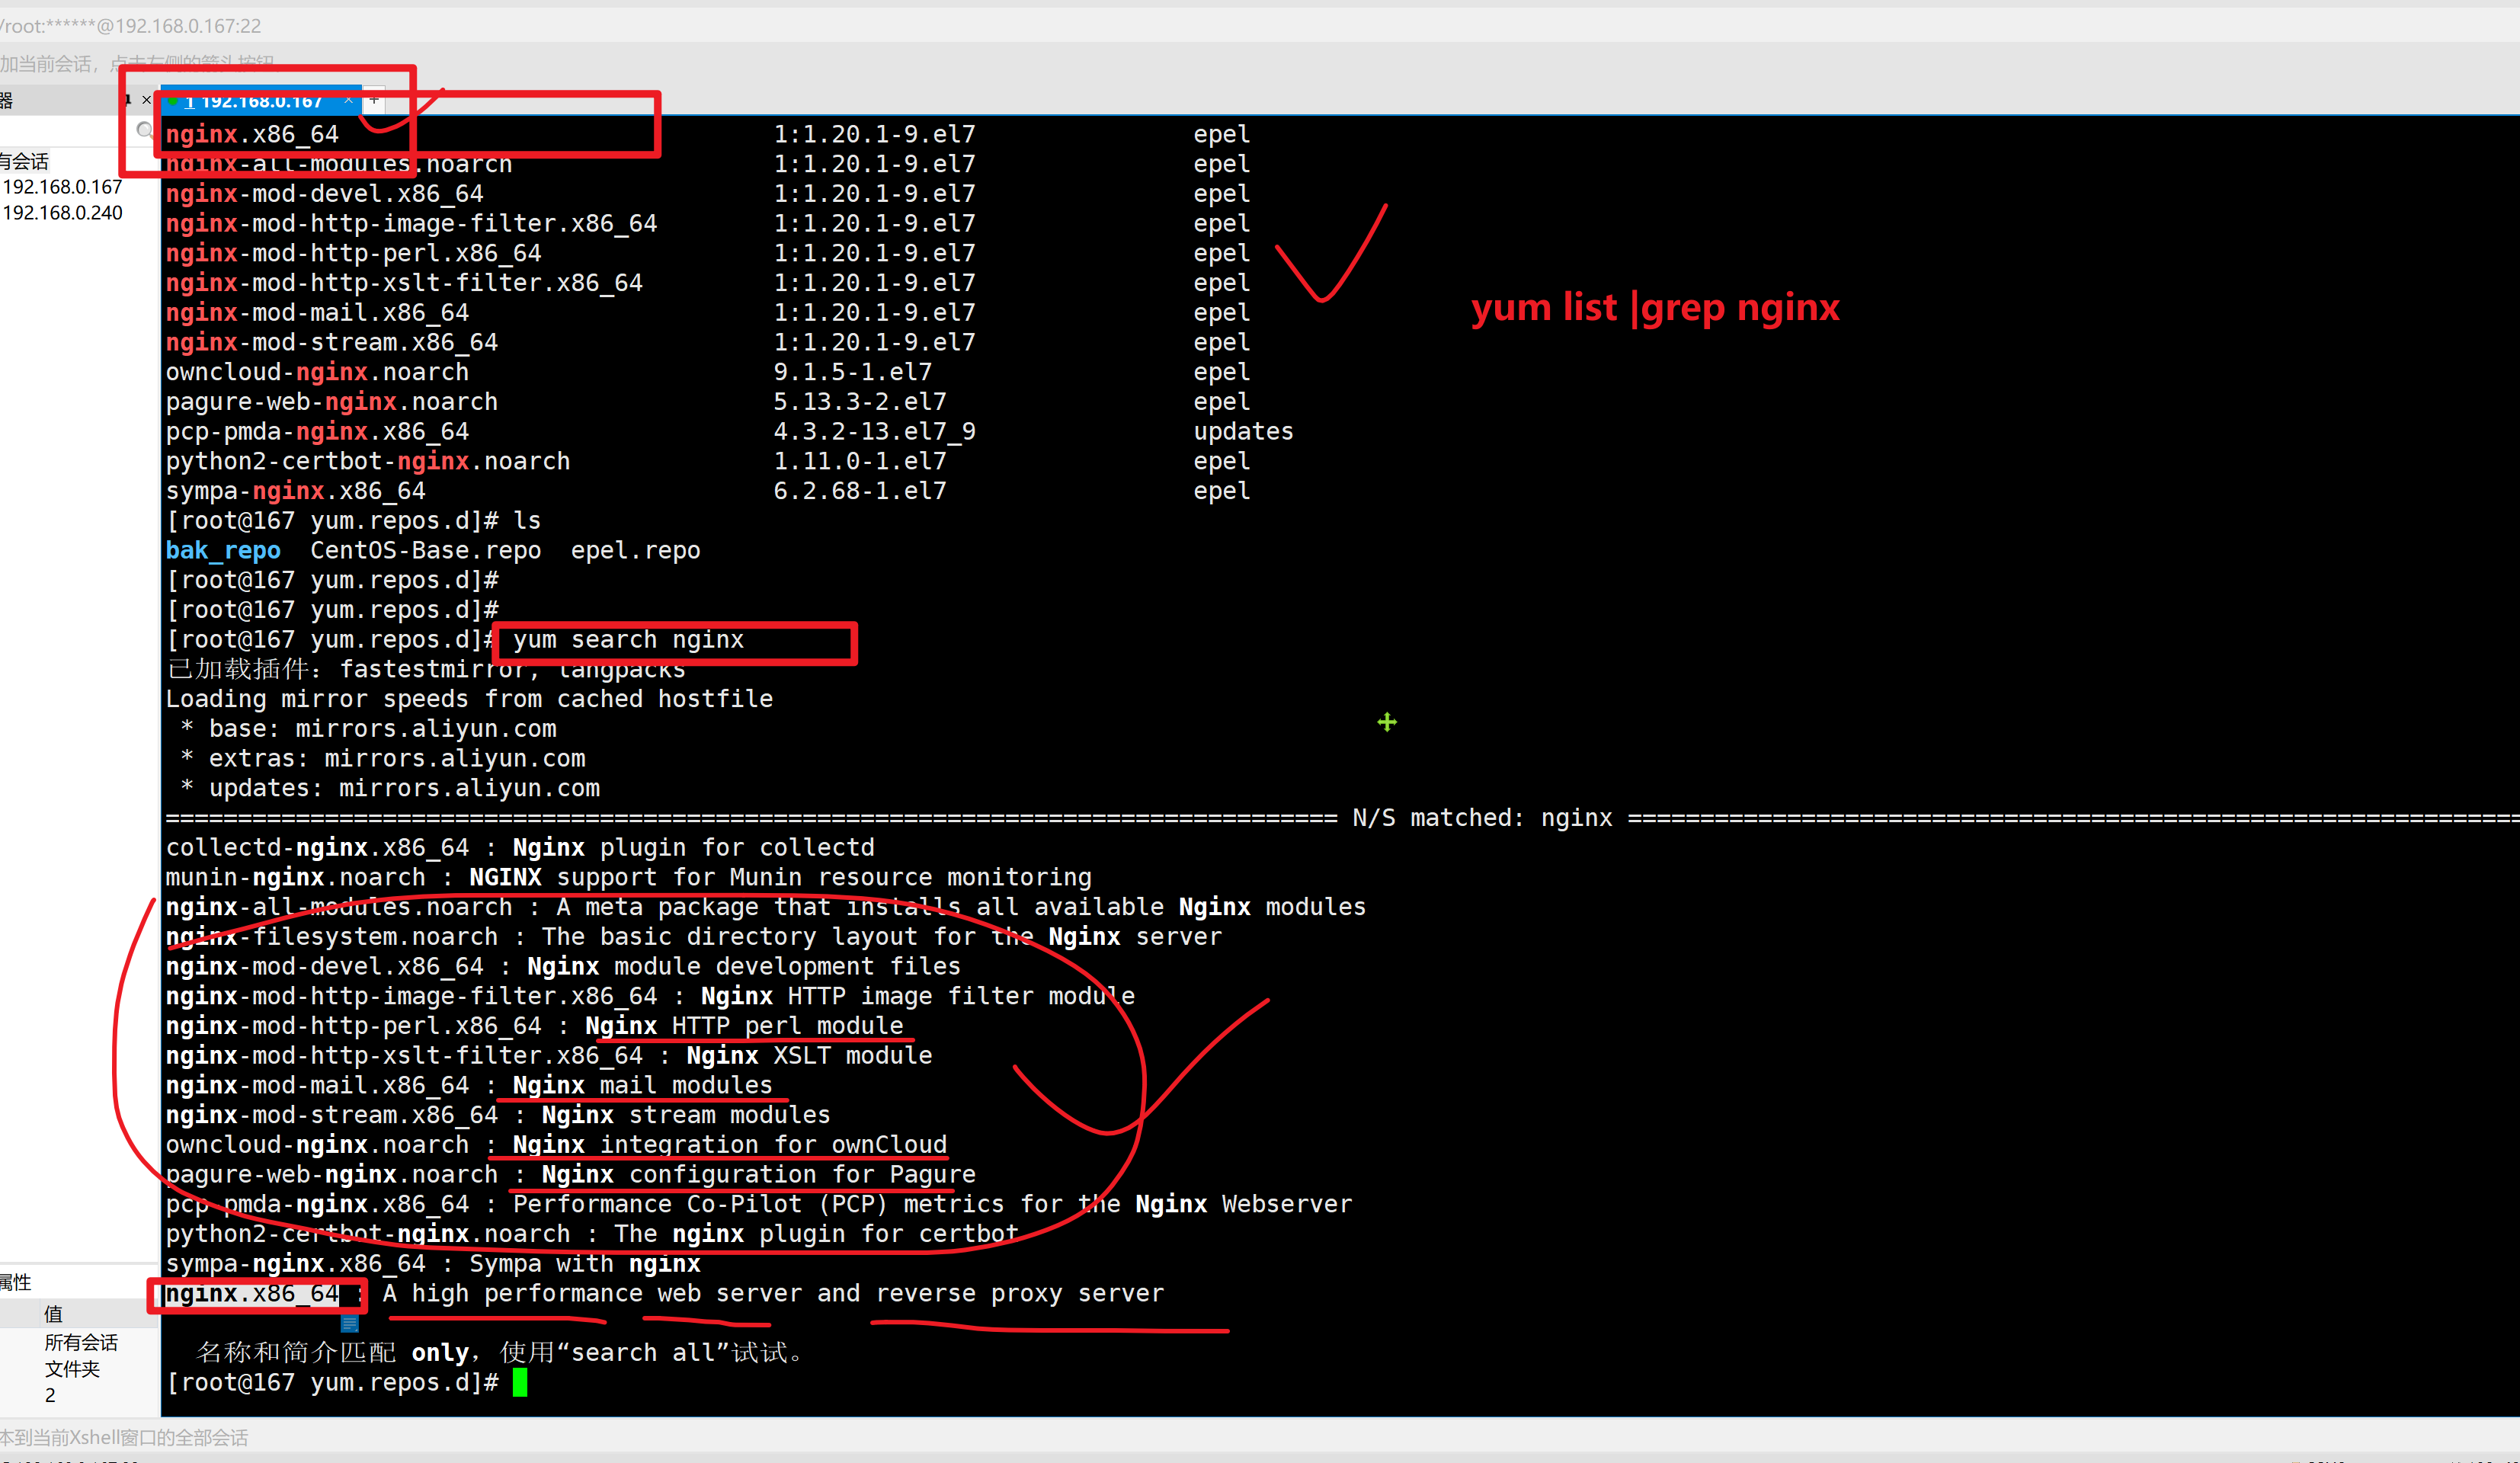 /root:******@192.168.0.167:22
加当前会话，点击左侧的箭头按钮
器
1 192.168.0.167
有会话
192.168.0.167
192.168.0.240
nginx.x86_64 1:1.20.1-9.el7 epel
nginx-all-modules.noarch 1:1.20.1-9.el7 epel
nginx-mod-devel.x86_64 1:1.20.1-9.el7 epel
nginx-mod-http-image-filter.x86_64 1:1.20.1-9.el7 epel
nginx-mod-http-perl.x86_64 1:1.20.1-9.el7 epel
nginx-mod-http-xslt-filter.x86_64 1:1.20.1-9.el7 epel
nginx-mod-mail.x86_64 1:1.20.1-9.el7 epel
nginx-mod-stream.x86_64 1:1.20.1-9.el7 epel
owncloud-nginx.noarch 9.1.5-1.el7 epel
pagure-web-nginx.noarch 5.13.3-2.el7 epel
pcp-pmda-nginx.x86_64 4.3.2-13.el7_9 updates
python2-certbot-nginx.noarch 1.11.0-1.el7 epel
sympa-nginx.x86_64 6.2.68-1.el7 epel
yum list |grep nginx
[root@167 yum.repos.d]# ls
bak_repo CentOS-Base.repo epel.repo
[root@167 yum.repos.d]#
[root@167 yum.repos.d]#
[root@167 yum.repos.d]# yum search nginx
已加载插件：fastestmirror, langpacks
Loading mirror speeds from cached hostfile
* base: mirrors.aliyun.com
* extras: mirrors.aliyun.com
* updates: mirrors.aliyun.com
================================================================================= N/S matched: nginx ==============================================================
collectd-nginx.x86_64 : Nginx plugin for collectd
munin-nginx.noarch : NGINX support for Munin resource monitoring
nginx-all-modules.noarch : A meta package that installs all available Nginx modules
nginx-filesystem.noarch : The basic directory layout for the Nginx server
nginx-mod-devel.x86_64 : Nginx module development files
nginx-mod-http-image-filter.x86_64 : Nginx HTTP image filter module
nginx-mod-http-perl.x86_64 : Nginx HTTP perl module
nginx-mod-http-xslt-filter.x86_64 : Nginx XSLT module
nginx-mod-mail.x86_64 : Nginx mail modules
nginx-mod-stream.x86_64 : Nginx stream modules
owncloud-nginx.noarch : Nginx integration for ownCloud
pagure-web-nginx.noarch : Nginx configuration for Pagure
pcp-pmda-nginx.x86_64 : Performance Co-Pilot (PCP) metrics for the Nginx Webserver
python2-certbot-nginx.noarch : The nginx plugin for certbot
sympa-nginx.x86_64 : Sympa with nginx
nginx.x86_64 : A high performance web server and reverse proxy server
名称和简介匹配 only，使用“search all”试试。
[root@167 yum.repos.d]#
属性
值
所有会话
文件夹
2
本到当前Xshell窗口的全部会话